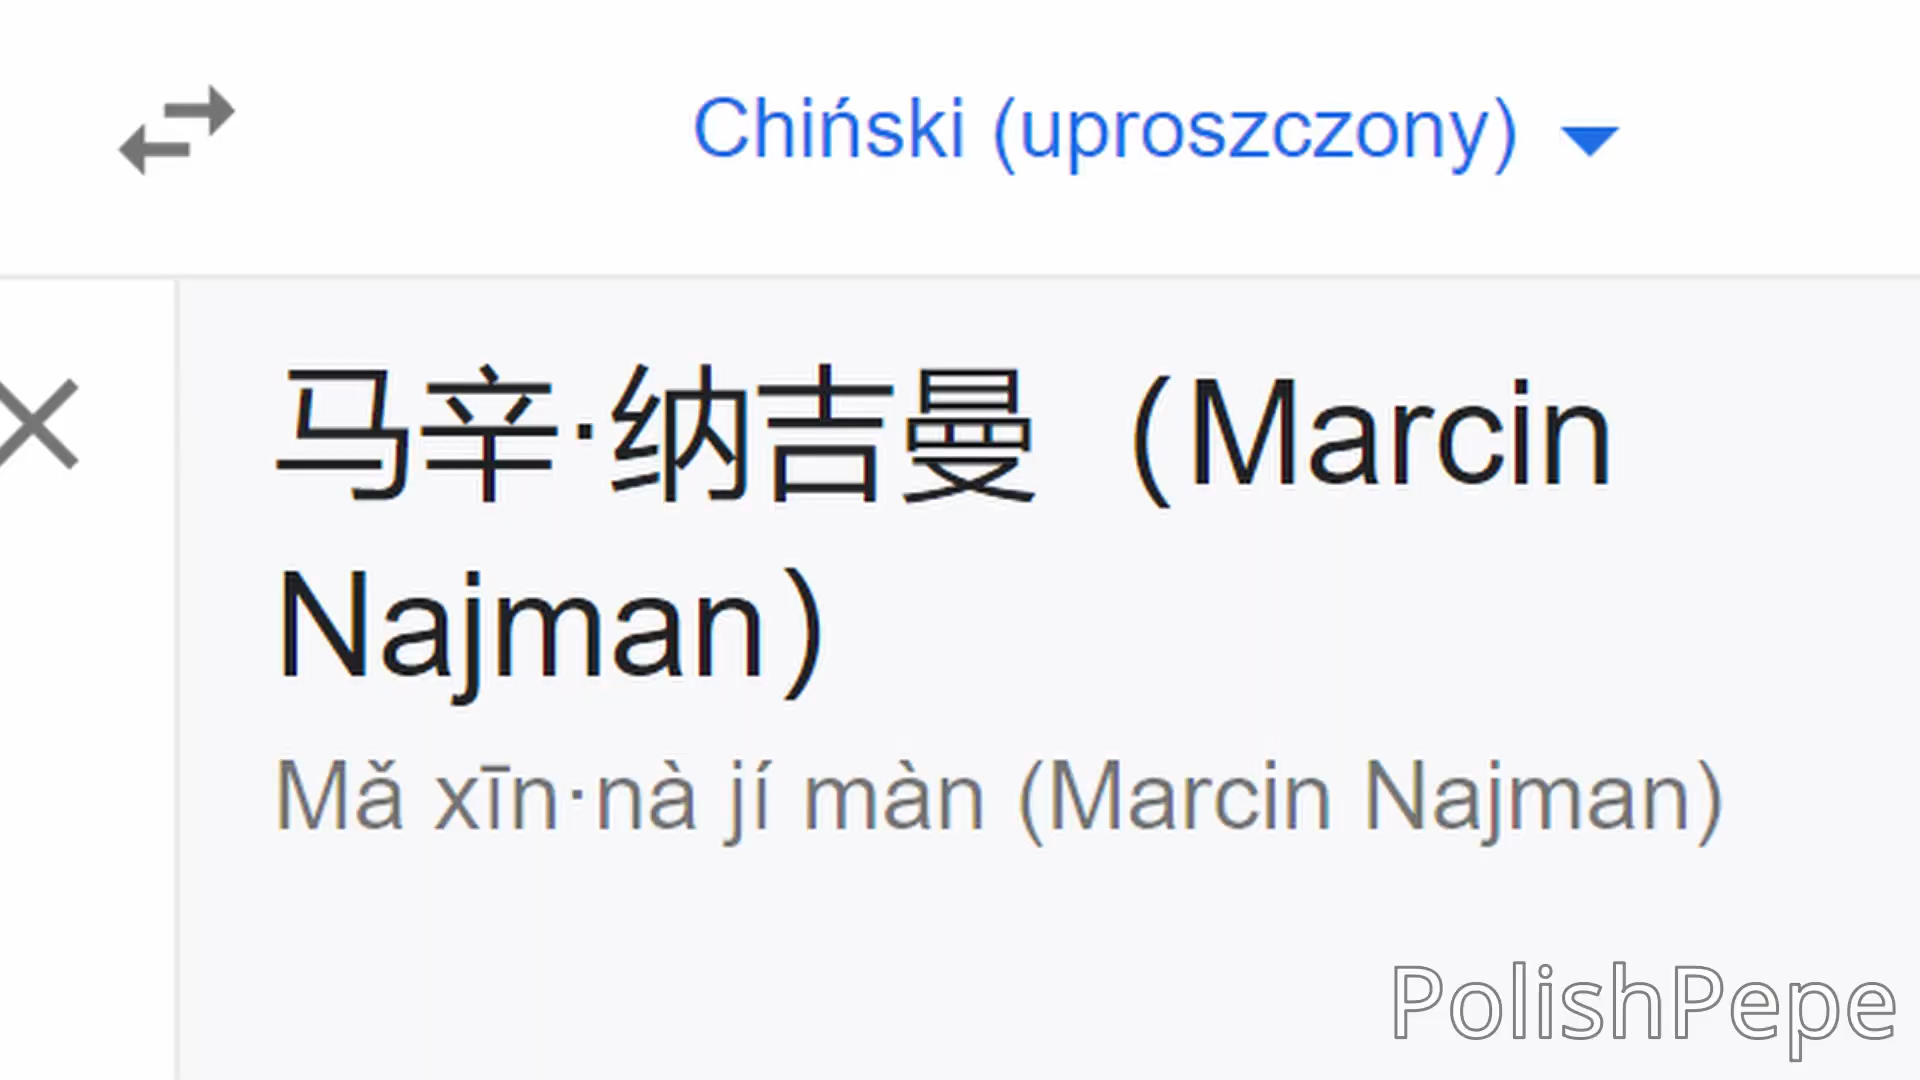 Chiński (uproszczony)
马辛·纳吉曼（Marcin
Najman）
Mǎ xīn·nà jí màn (Marcin Najman)
PolishPepe